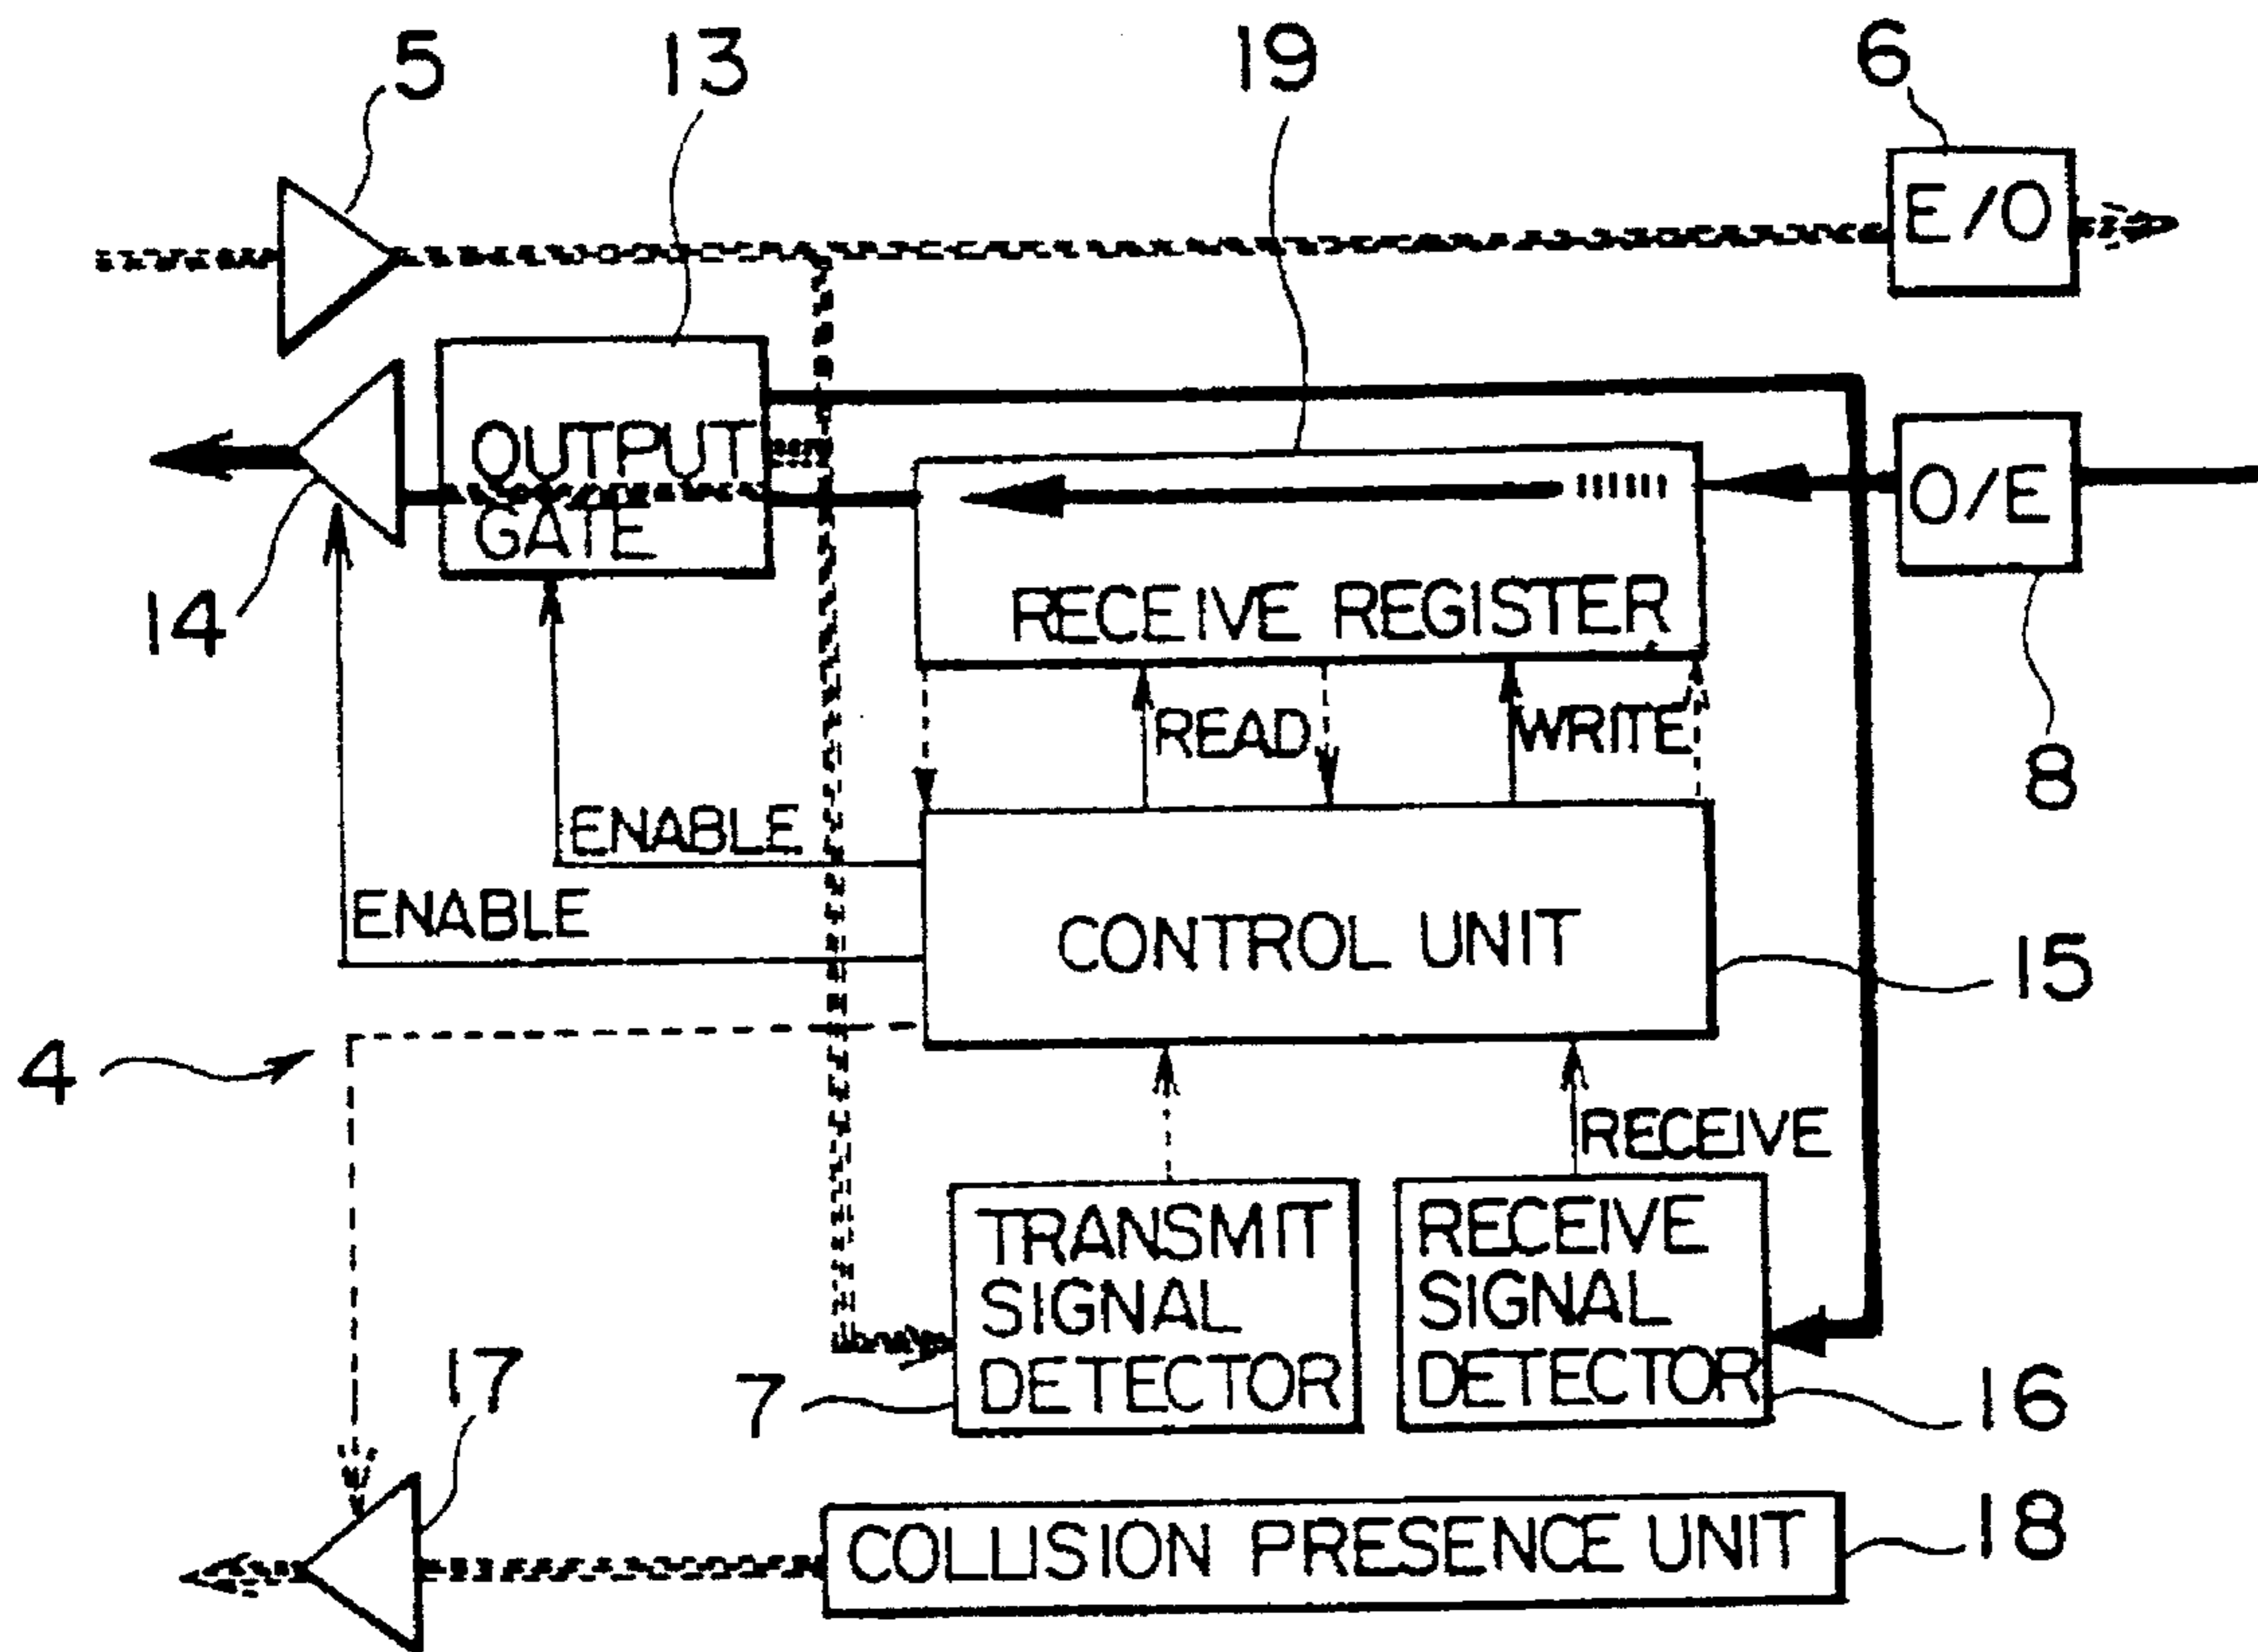 5
13
19
6
E/O
OUTPUT
GATE
O/E
14
RECEIVE REGISTER
READ
WRITE
8
ENABLE
ENABLE
CONTROL UNIT
15
4
RECEIVE
TRANSMIT
SIGNAL
DETECTOR
RECEIVE
SIGNAL
DETECTOR
17
7
16
COLLISION PRESENCE UNIT
18